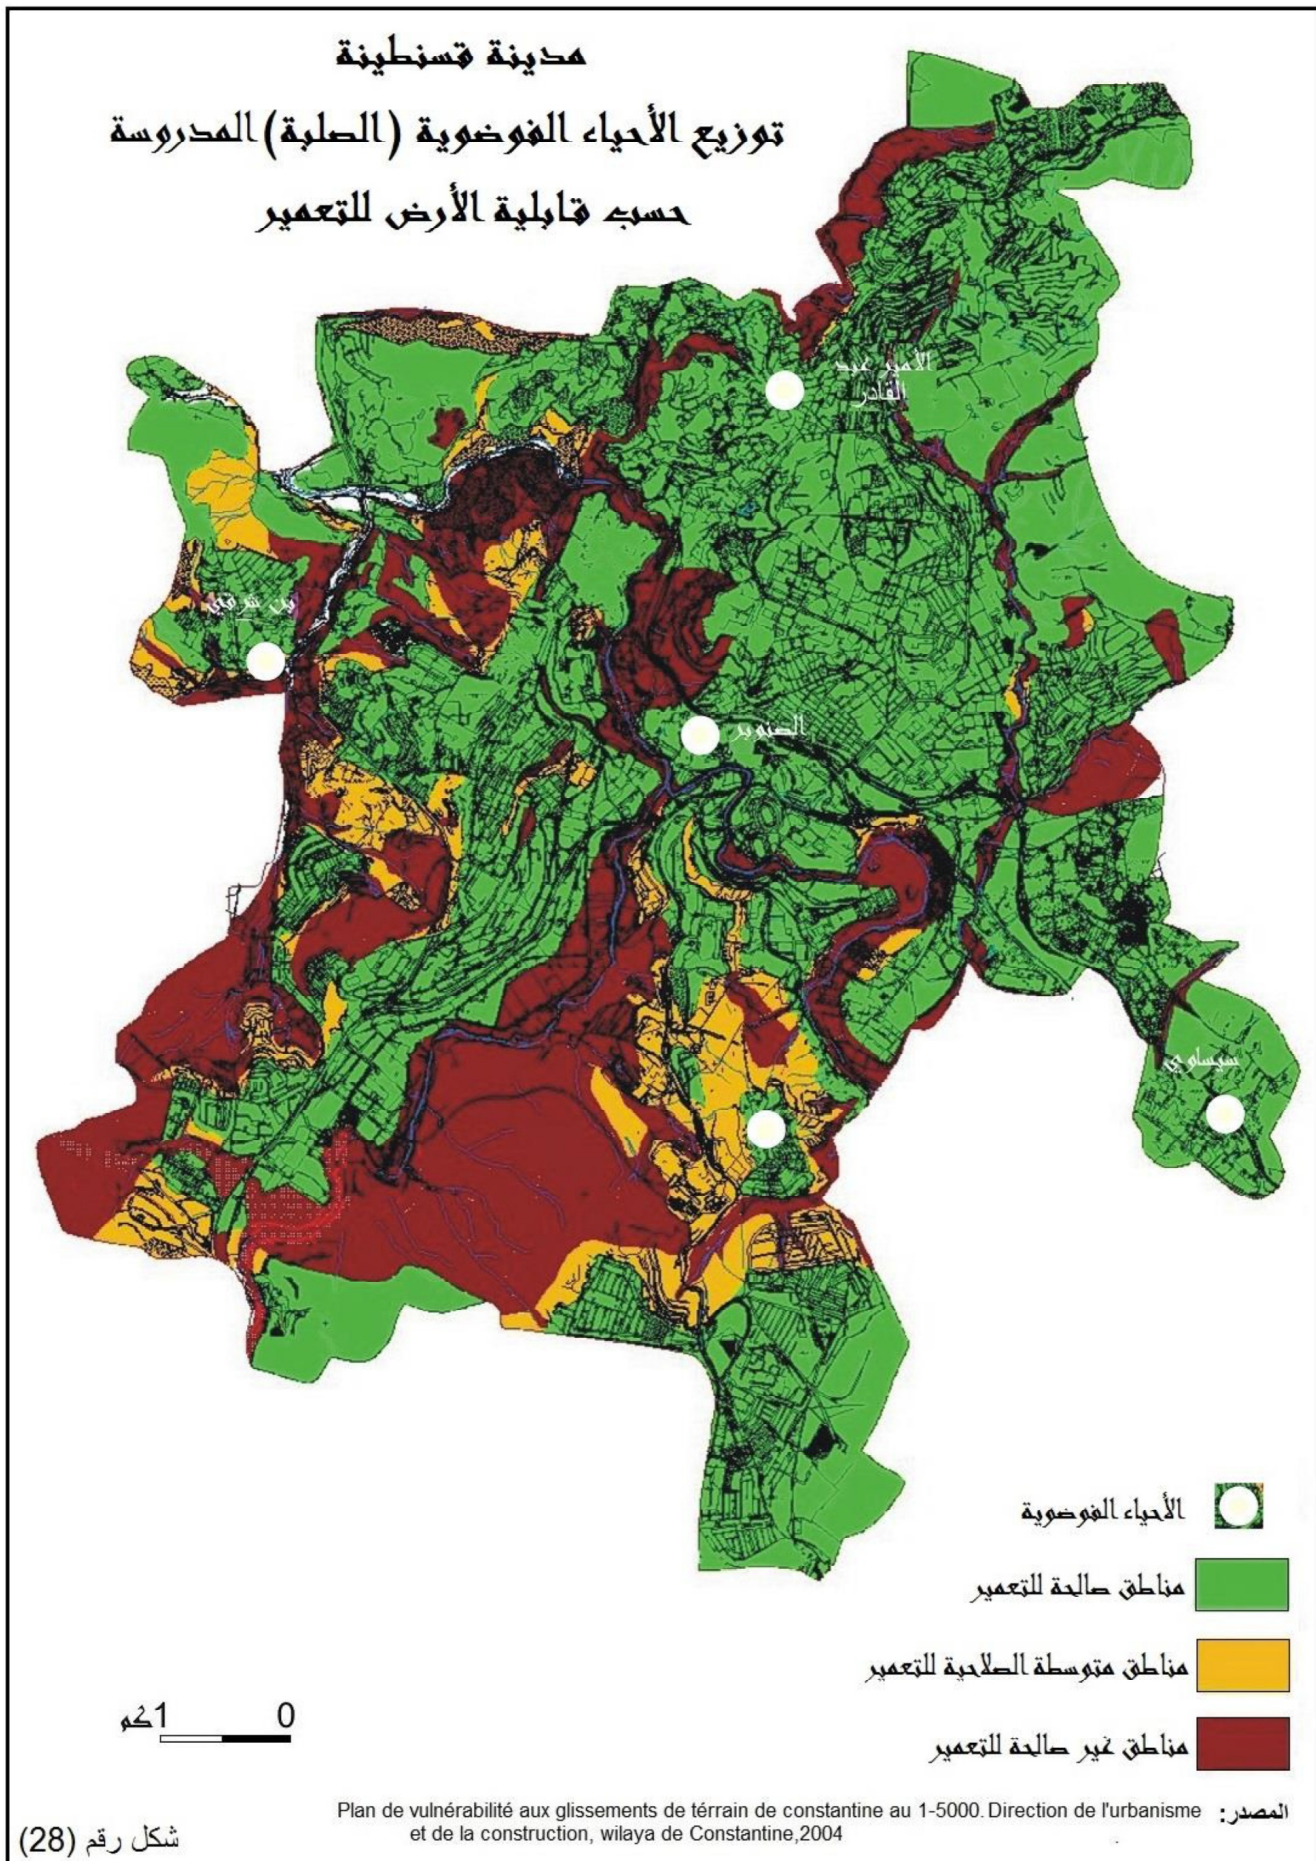 مدينة قسنطينة
توزيع الأحياء الفوضوية (الصلبة) المدروسة
حسب قابلية الأرض للتعمير
الأمير عبد
القادر
بن شرقي
الصنوبر
سيساوي
الأحياء الفوضوية
مناطق صالحة للتعمير
مناطق متوسطة الصلاحية للتعمير
مناطق غير صالحة للتعمير
0 1كم
المصدر: Plan de vulnérabilité aux glissements de térrain de constantine au 1-5000. Direction de l'urbanisme
et de la construction, wilaya de Constantine,2004
شكل رقم (28)